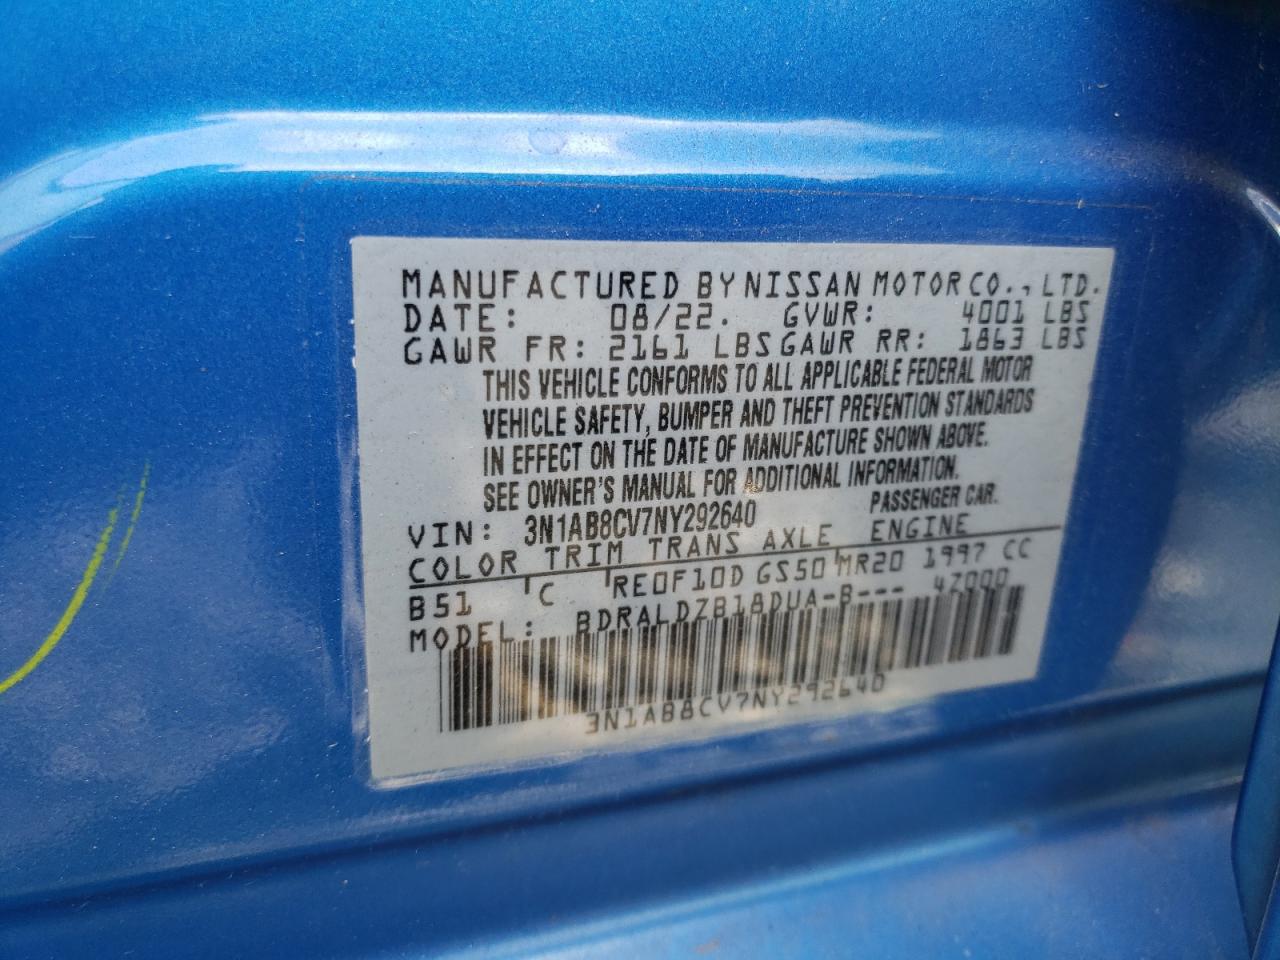 MANUFACTURED BY NISSAN MOTOR CO., LTD.
DATE: 08/22. GVWR: 4001 LBS
GAWR FR: 2161 LBS GAWR RR: 1863 LBS
THIS VEHICLE CONFORMS TO ALL APPLICABLE FEDERAL MOTOR
VEHICLE SAFETY, BUMPER AND THEFT PREVENTION STANDARDS
IN EFFECT ON THE DATE OF MANUFACTURE SHOWN ABOVE.
SEE OWNER'S MANUAL FOR ADDITIONAL INFORMATION.
VIN: 3N1AB8CV7NY292640 PASSENGER CAR.
COLOR TRIM TRANS AXLE ENGINE
B51 C RE0F10D GS50 MR20 1997 CC
MODEL: BDRALDZB18DUA-B--- 4Z000
3N1AB8CV7NY292640